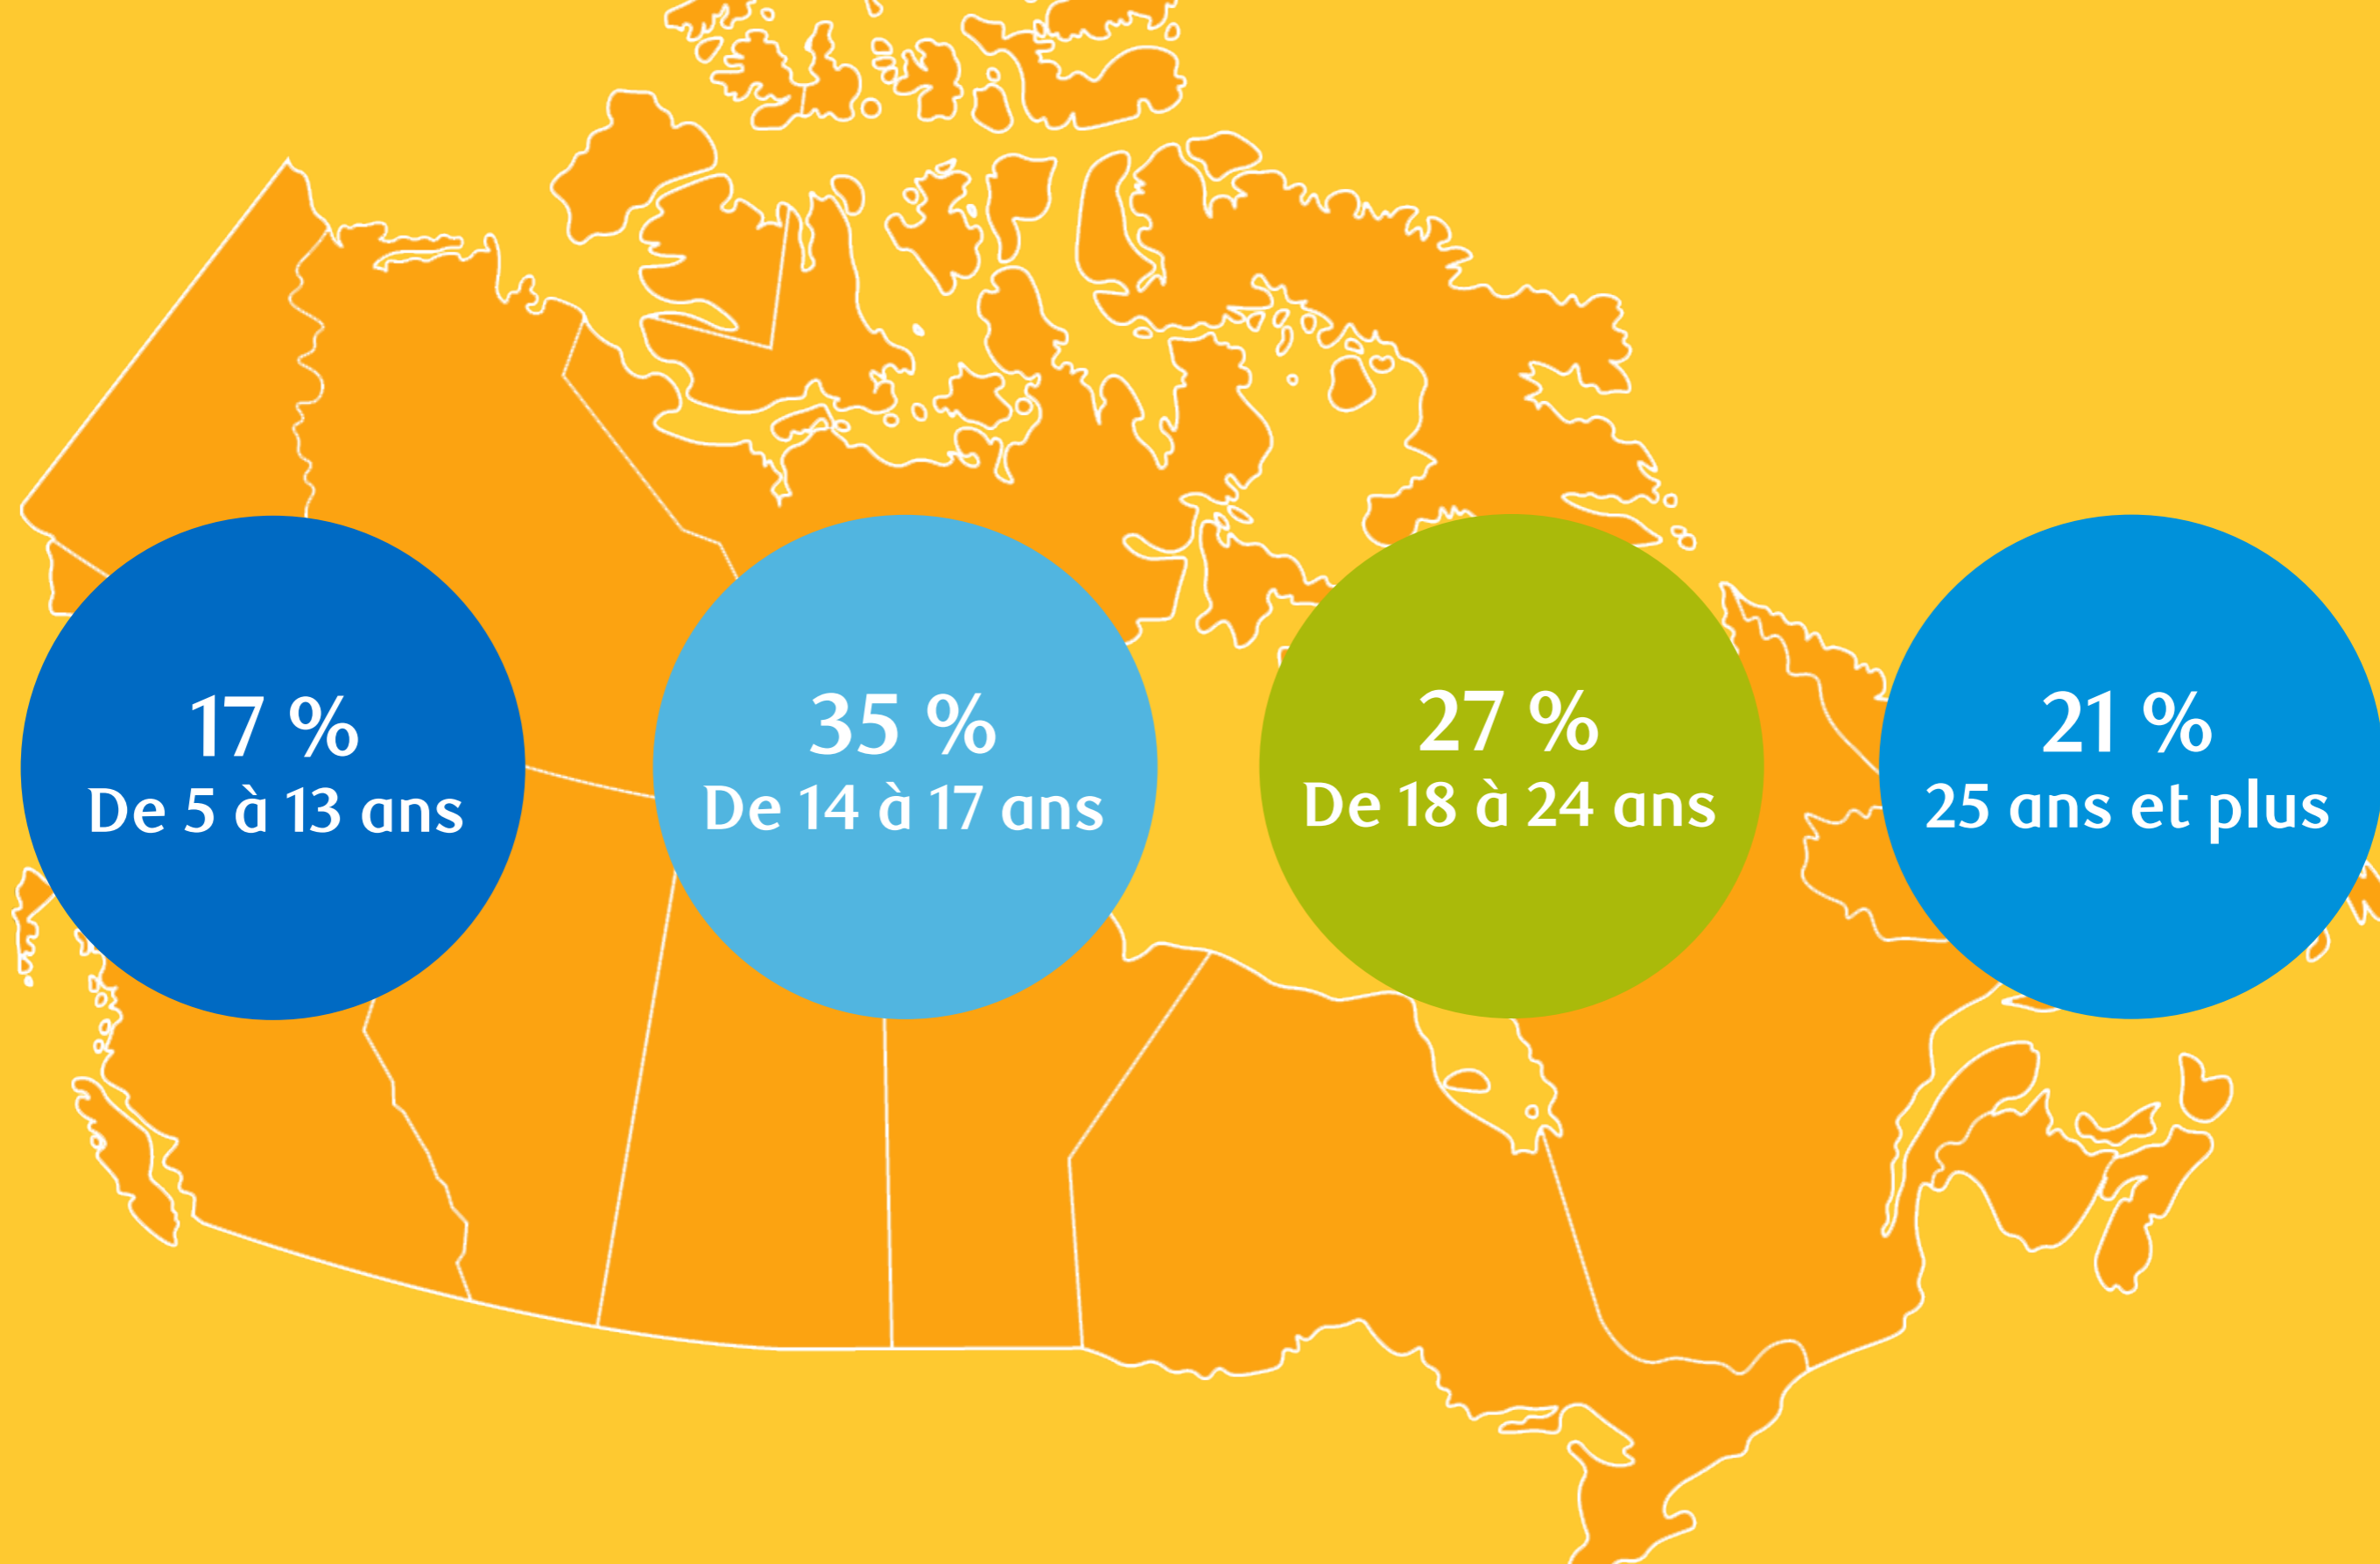 17 %
De 5 à 13 ans
35 %
De 14 à 17 ans
27 %
De 18 à 24 ans
21 %
25 ans et plus